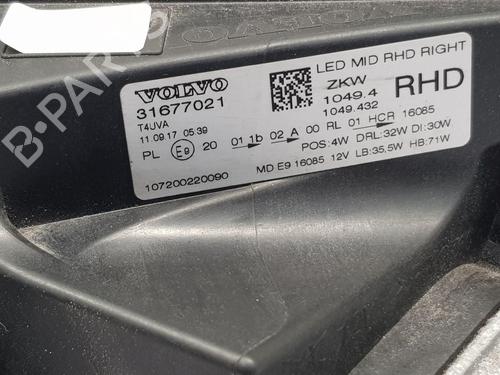 B-PARTS
VOLVO
31677021
T4UVA
11.09.17 05:39
PL E9 20 01 1b 02 A 00 RL 01 HCR 16085
POS:4W DRL:32W DI:30W
107200220090
MD E9 16085 12V LB:35,5W HB:71W
LED MID RHD RIGHT
ZKW
1049.4
1049.432
RHD